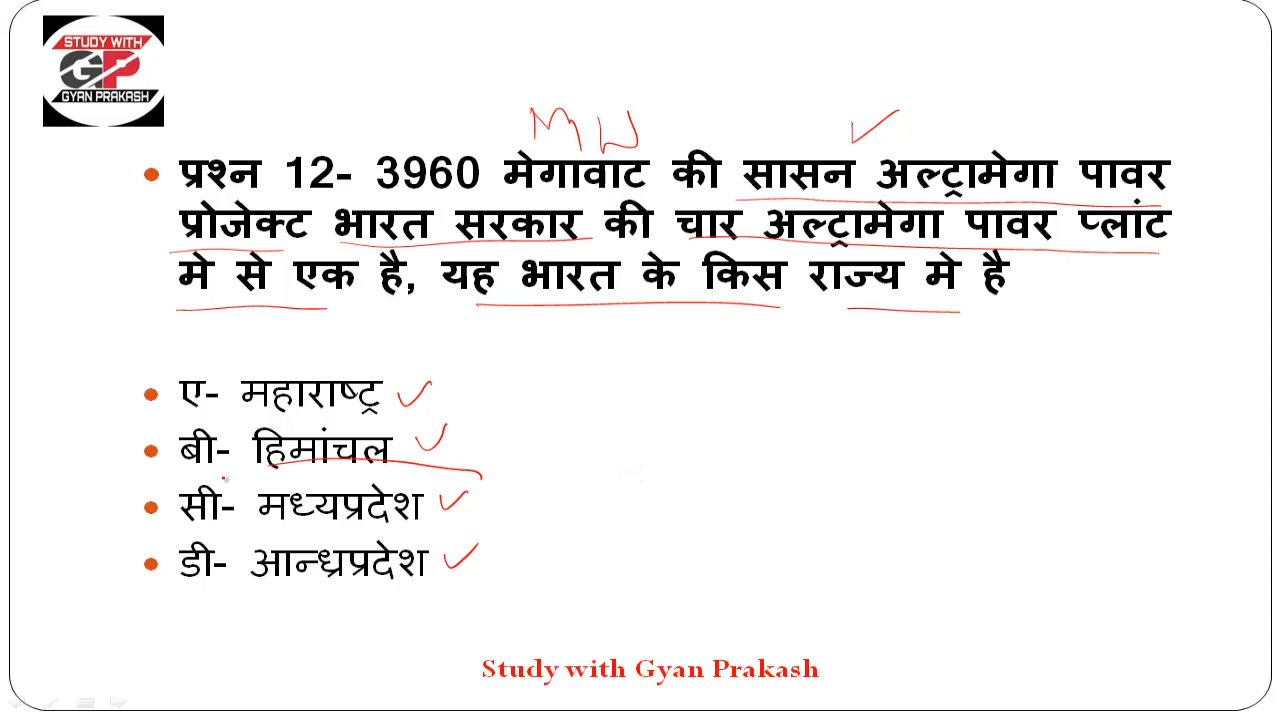 STUDY WITH
GP
GYAN PRAKASH
MW
• प्रश्न 12- 3960 मेगावाट की सासन अल्ट्रामेगा पावर
प्रोजेक्ट भारत सरकार की चार अल्ट्रामेगा पावर प्लांट
मे से एक है, यह भारत के किस राज्य मे है
• ए- महाराष्ट्र
• बी- हिमांचल
• सी- मध्यप्रदेश
• डी- आन्ध्रप्रदेश
Study with Gyan Prakash